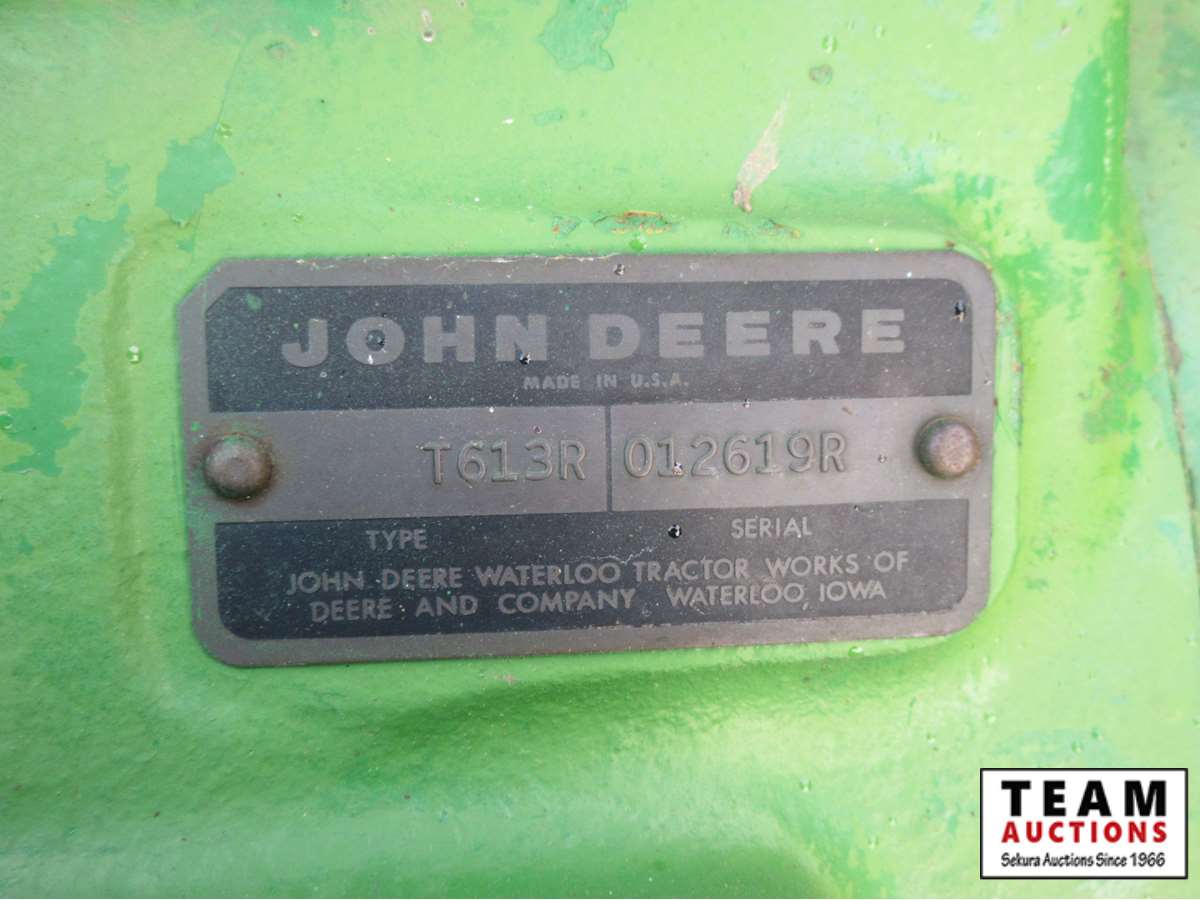 JOHN DEERE
MADE IN U.S.A.
T613R 012619R
TYPE SERIAL
JOHN DEERE WATERLOO TRACTOR WORKS OF
DEERE AND COMPANY WATERLOO IOWA
TEAM
AUCTIONS
Sekura Auctions Since 1966